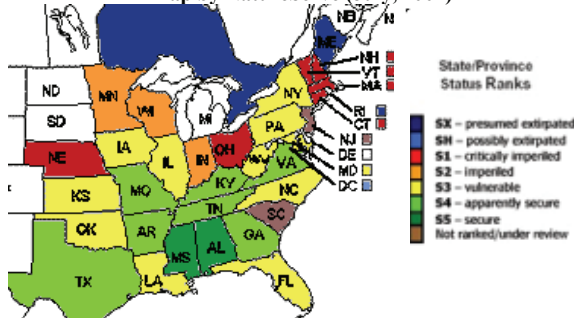 NB
ME
NH
VT
MA
ND
MN
SD
WI
MI
NY
RI
CT
NE
IA
IL
IN
OH
PA
NJ
DE
MD
DC
KS
MO
KY
WV
VA
OK
AR
TN
NC
SC
TX
LA
MS
AL
GA
FL
State/Province
Status Ranks
SX – presumed extirpated
SH – possibly extirpated
S1 – critically imperiled
S2 – imperiled
S3 – vulnerable
S4 – apparently secure
S5 – secure
Not ranked/under review